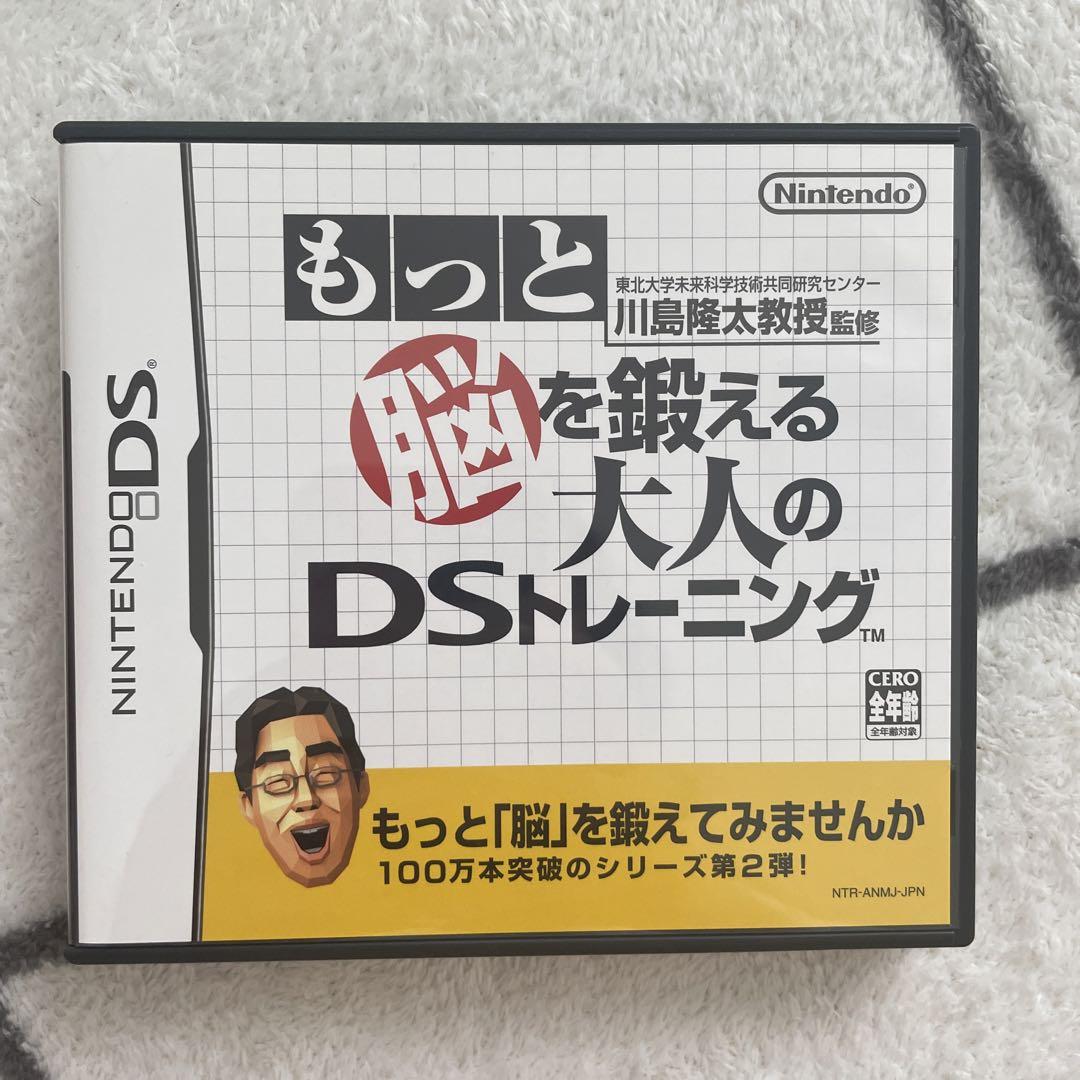 Nintendo®
もっと
東北大学未来科学技術共同研究センター
川島隆太教授監修
脳を鍛える
大人の
DSトレーニング™
NINTENDO DS®
CERO
全年齢
全年齢対象
もっと「脳」を鍛えてみませんか
100万本突破のシリーズ第2弾!
NTR-ANMJ-JPN